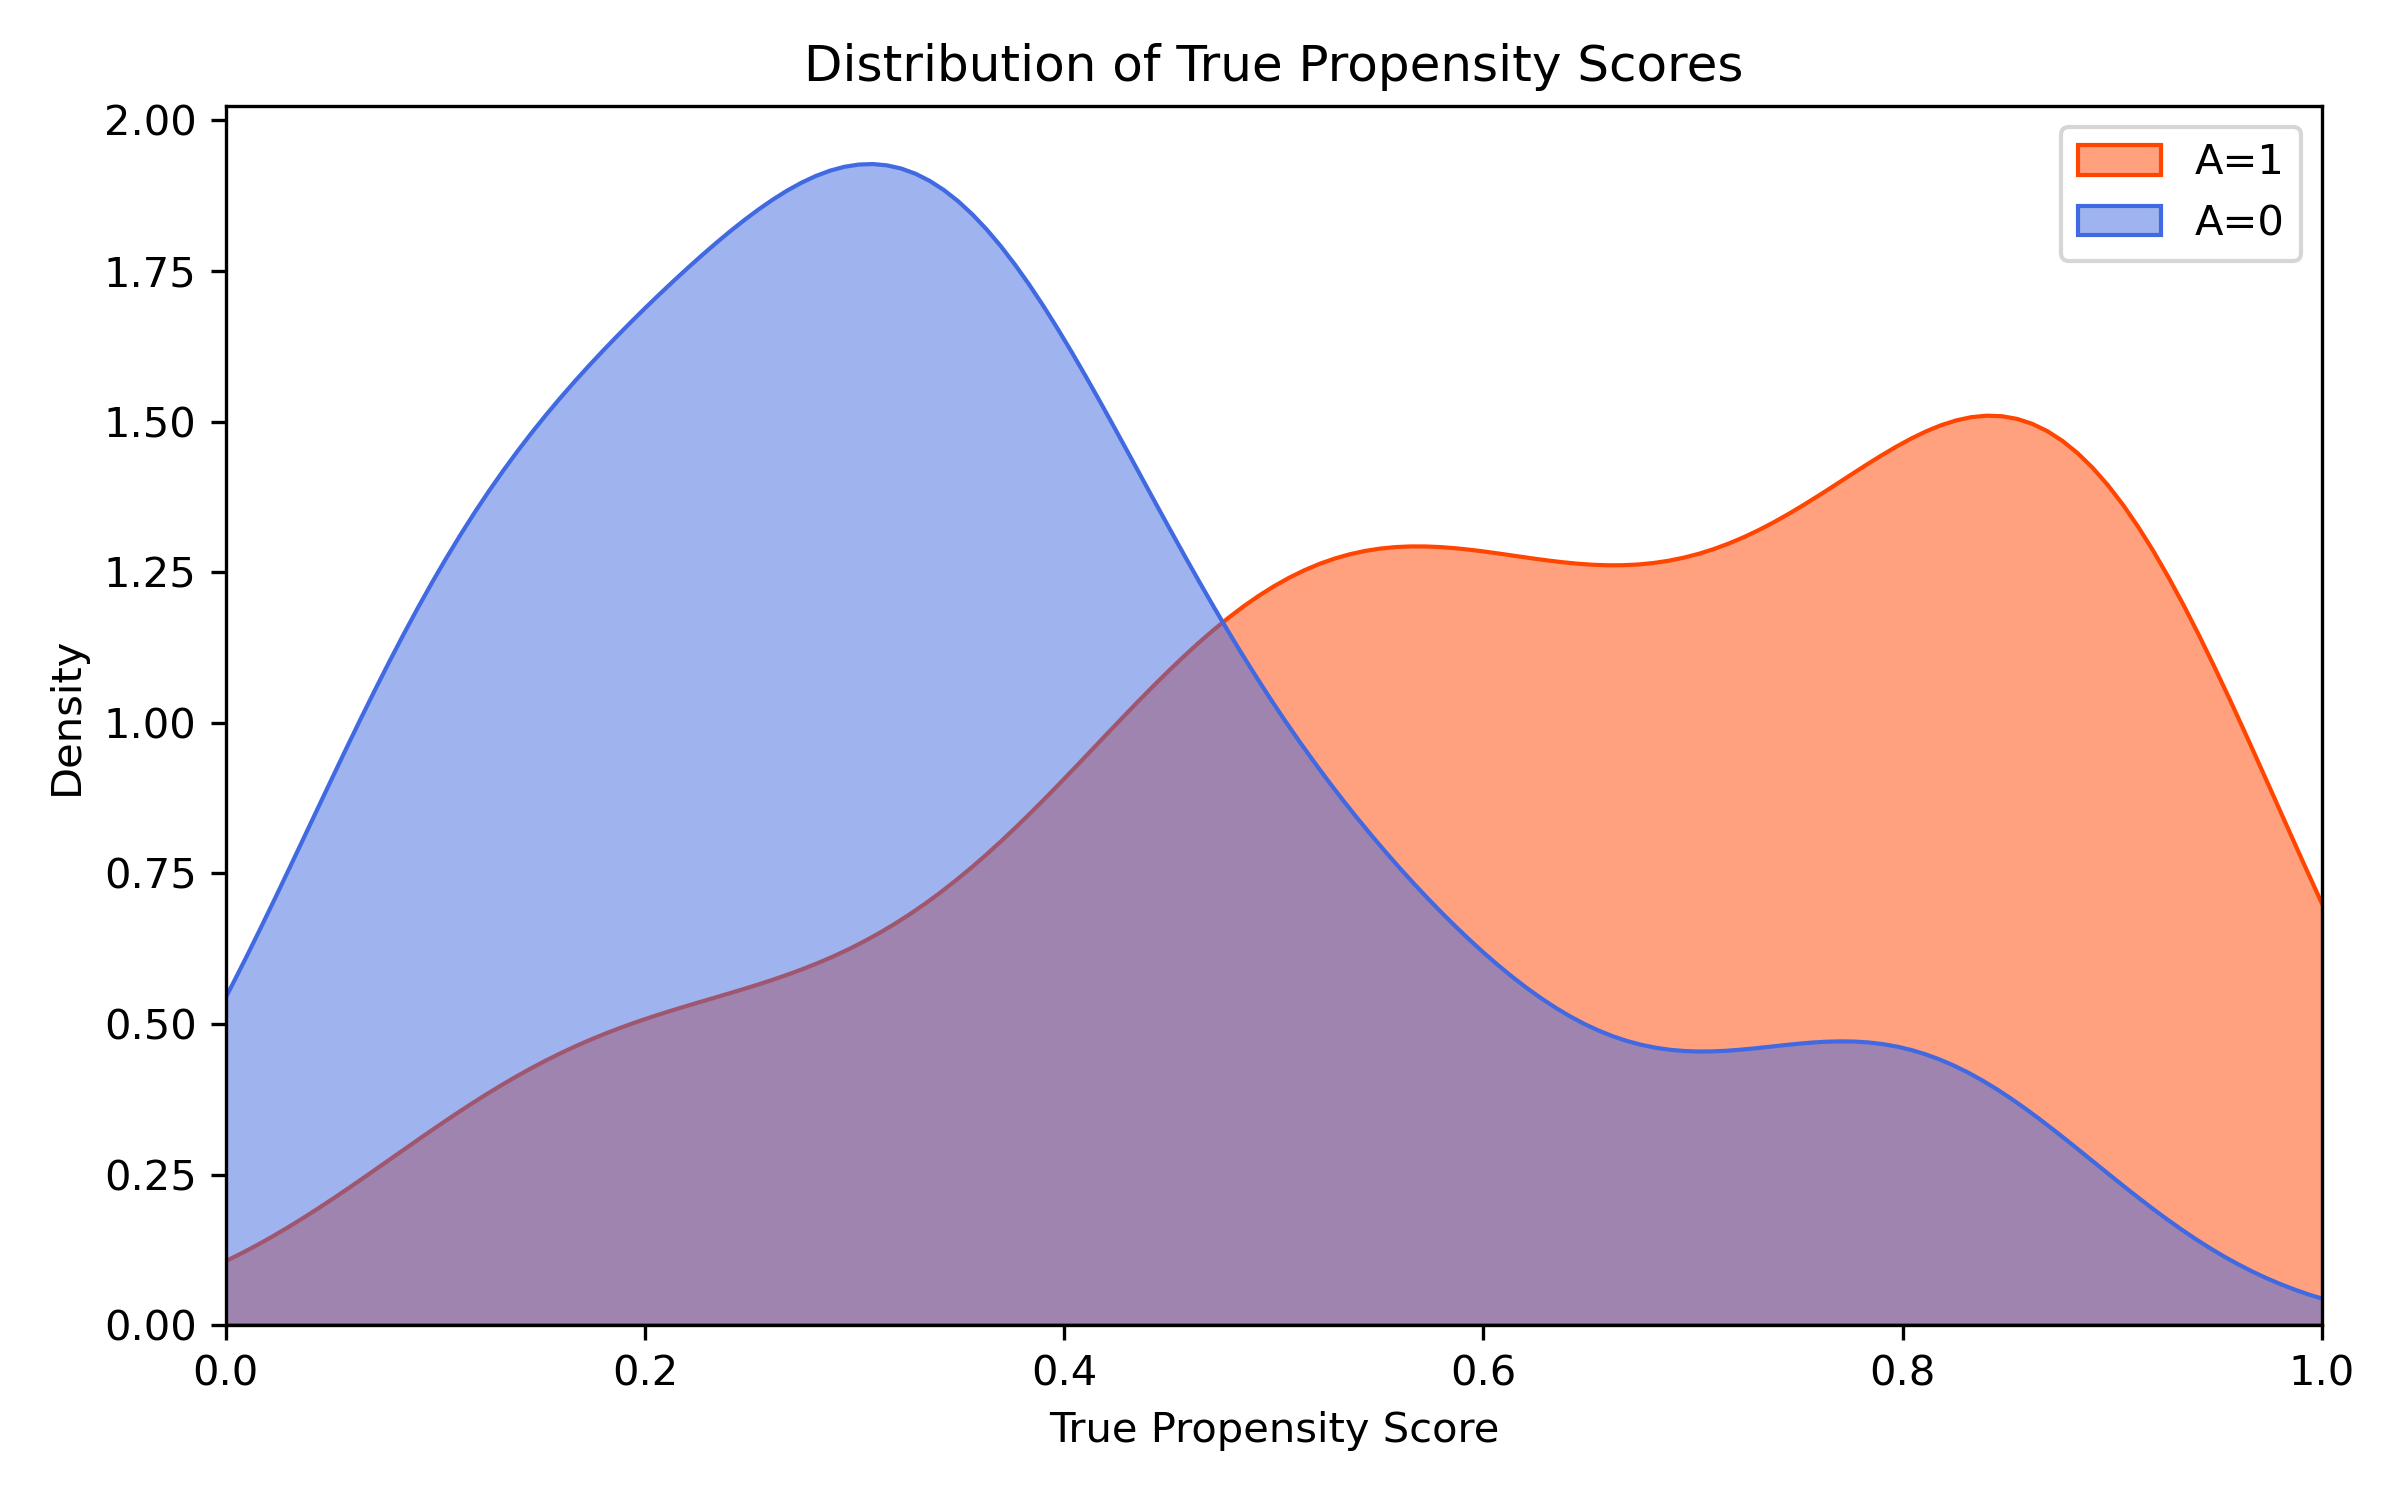 Distribution of True Propensity Scores
A=1
A=0
Density
2.00
1.75
1.50
1.25
1.00
0.75
0.50
0.25
0.00
0.0 0.2 0.4 0.6 0.8 1.0
True Propensity Score